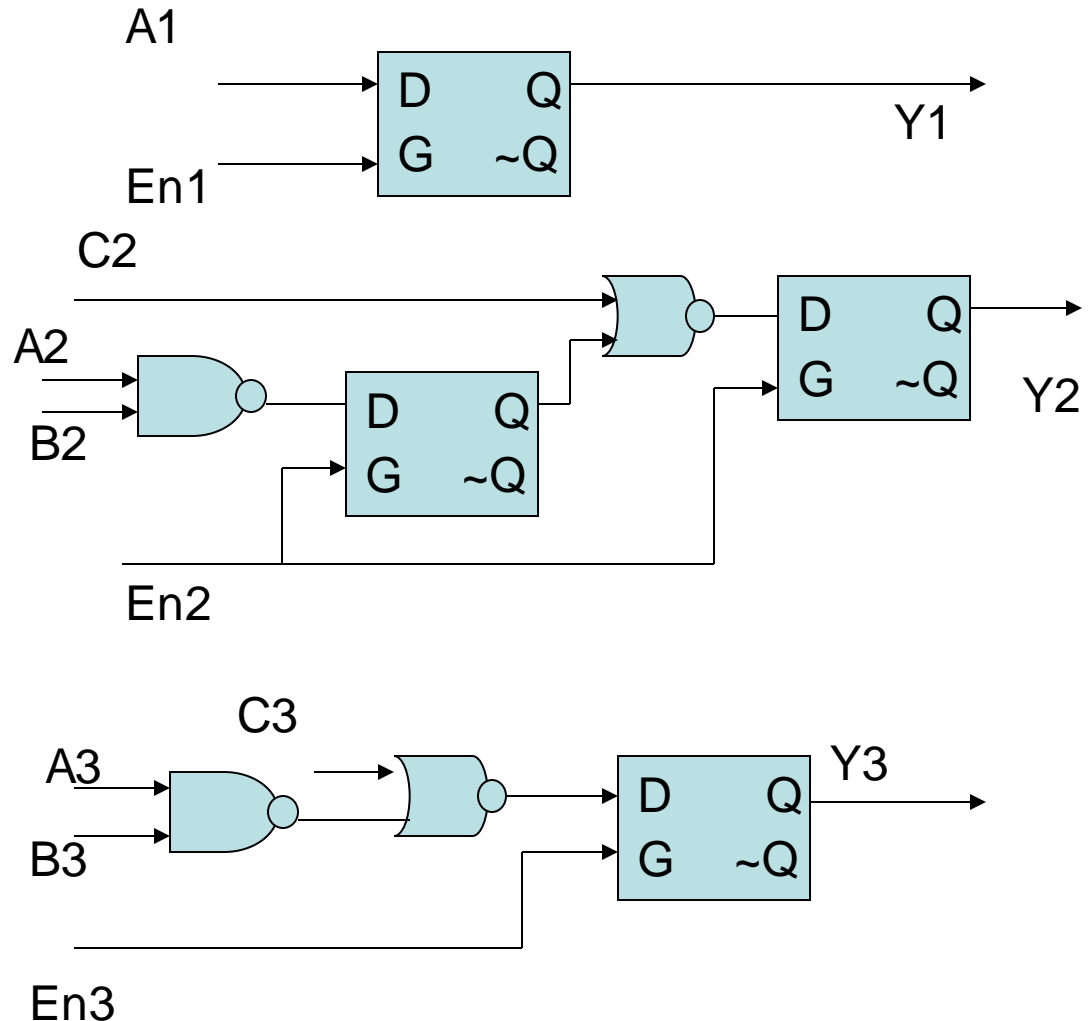 A1
D Q
G ~Q
Y1
En1
C2
D Q
G ~Q
Y2
A2
B2
D Q
G ~Q
En2
C3
A3
B3
D Q
G ~Q
Y3
En3